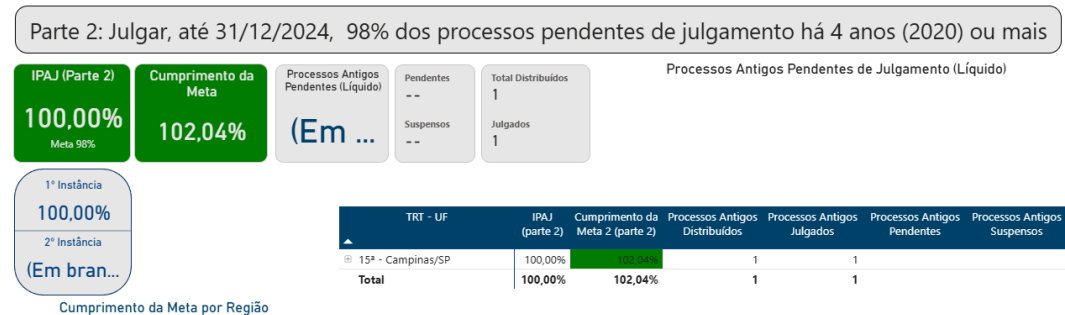 Parte 2: Julgar, até 31/12/2024, 98% dos processos pendentes de julgamento há 4 anos (2020) ou mais
IPAJ (Parte 2)
100,00%
Meta 98%
Cumprimento da
Meta
102,04%
Processos Antigos
Pendentes (Líquido)
(Em ...
Pendentes
--
Suspensos
--
Total Distribuídos
1
Julgados
1
Processos Antigos Pendentes de Julgamento (Líquido)
1ª Instância
100,00%
2ª Instância
(Em bran...
TRT - UF IPAJ (parte 2) Cumprimento da Meta 2 (parte 2) Processos Antigos Distribuídos Processos Antigos Julgados Processos Antigos Pendentes Processos Antigos Suspensos
15ª - Campinas/SP 100,00% 102,04% 1 1
Total 100,00% 102,04% 1 1
Cumprimento da Meta por Região